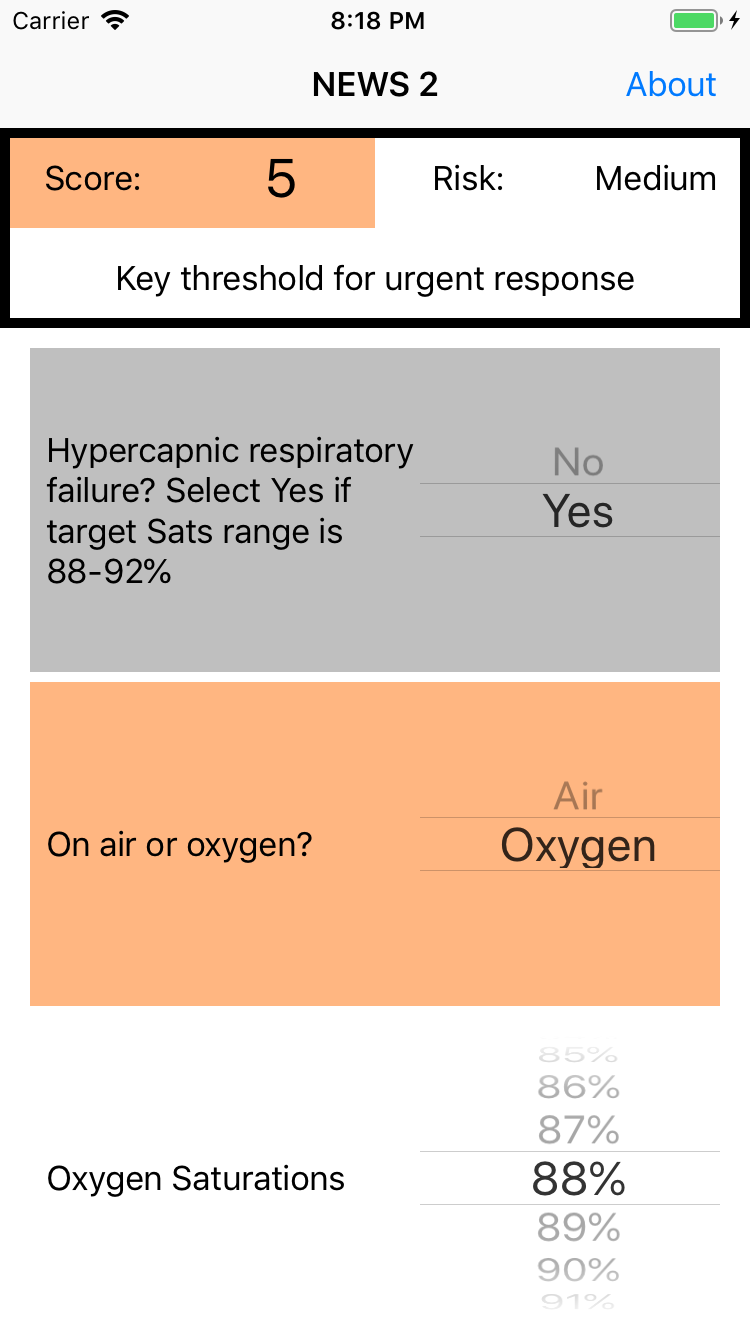 Carrier 8:18 PM
NEWS 2 About
Score: 5 Risk: Medium
Key threshold for urgent response
Hypercapnic respiratory
failure? Select Yes if
target Sats range is
88-92%
No
Yes
On air or oxygen?
Air
Oxygen
Oxygen Saturations
85%
86%
87%
88%
89%
90%
91%